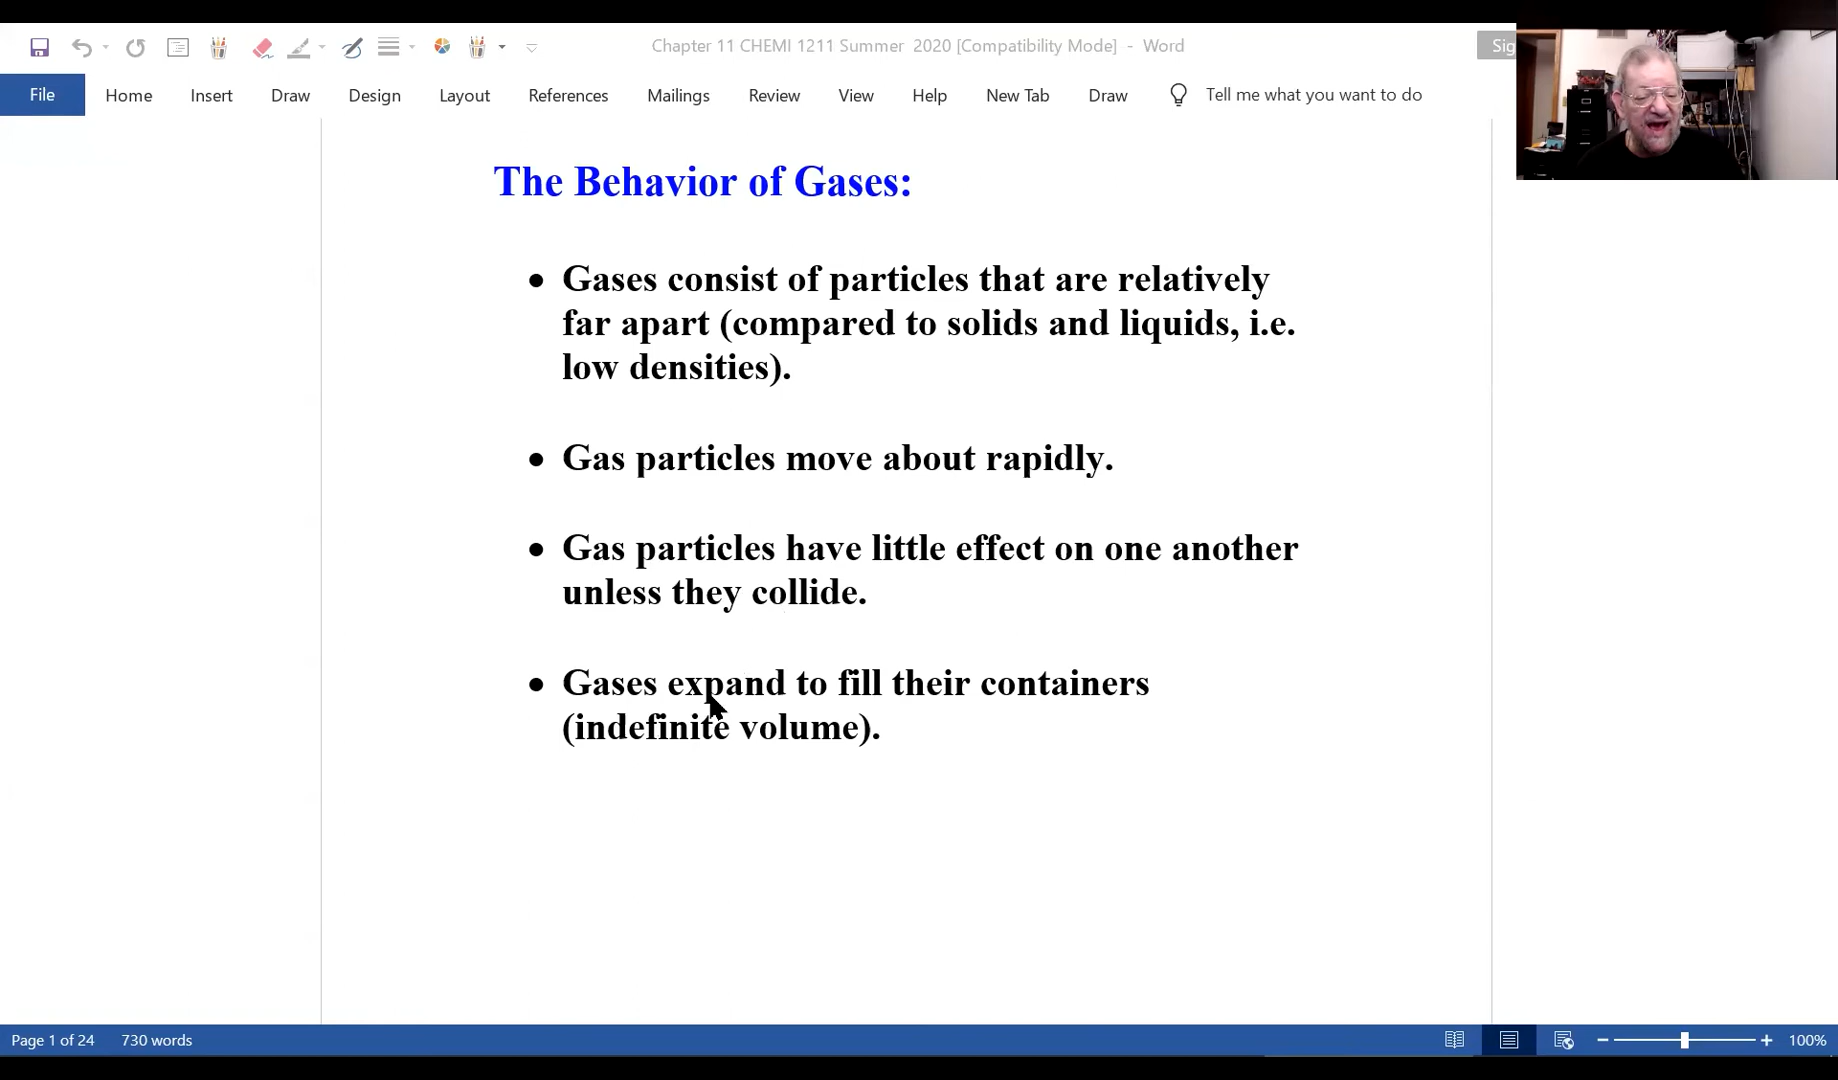 Chapter 11 CHEMI 1211 Summer 2020 [Compatibility Mode] - Word
Sig
File Home Insert Draw Design Layout References Mailings Review View Help New Tab Draw Tell me what you want to do
The Behavior of Gases:
• Gases consist of particles that are relatively
far apart (compared to solids and liquids, i.e.
low densities).
• Gas particles move about rapidly.
• Gas particles have little effect on one another
unless they collide.
• Gases expand to fill their containers
(indefinite volume).
Page 1 of 24 730 words 100%